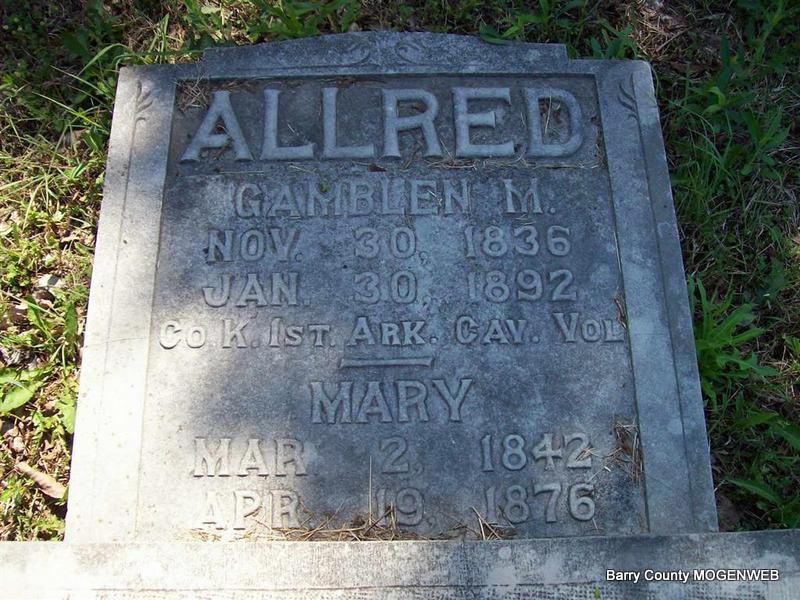 ALLRED
GAMBLEN M.
NOV. 30, 1836
JAN. 30, 1892
CO K. 1ST. ARK. CAV. VOL
MARY
MAR 2, 1842
APR. 19, 1876
Barry County MOGENWEB